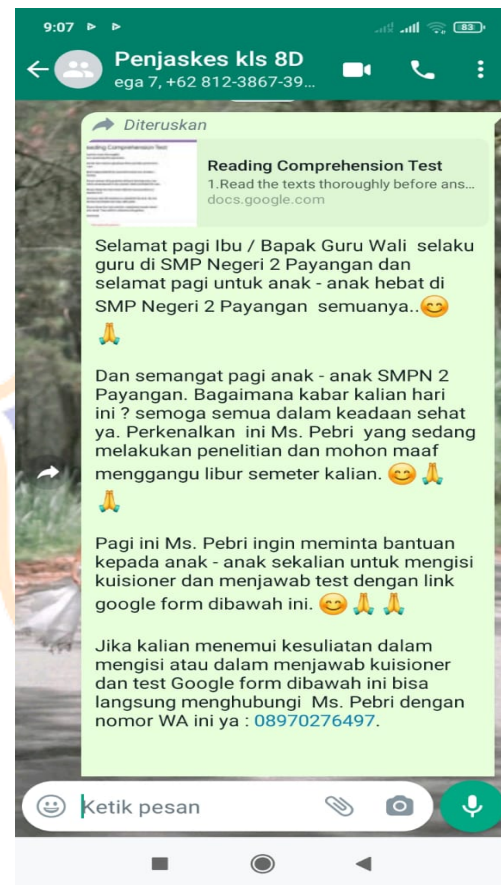 9:07
83
Penjaskes kls 8D
ega 7, +62 812-3867-39...
Diteruskan
Reading Comprehension Test
1.Read the texts thoroughly before ans...
docs.google.com
Selamat pagi Ibu / Bapak Guru Wali selaku
guru di SMP Negeri 2 Payangan dan
selamat pagi untuk anak - anak hebat di
SMP Negeri 2 Payangan semuanya..😊
🙏
Dan semangat pagi anak - anak SMPN 2
Payangan. Bagaimana kabar kalian hari
ini ? semoga semua dalam keadaan sehat
ya. Perkenalkan ini Ms. Pebri yang sedang
melakukan penelitian dan mohon maaf
menggangu libur semeter kalian. 😊 🙏
🙏
Pagi ini Ms. Pebri ingin meminta bantuan
kepada anak - anak sekalian untuk mengisi
kuisioner dan menjawab test dengan link
google form dibawah ini. 😊 🙏 🙏
Jika kalian menemui kesuliatan dalam
mengisi atau dalam menjawab kuisioner
dan test Google form dibawah ini bisa
langsung menghubungi Ms. Pebri dengan
nomor WA ini ya : 08970276497.
Ketik pesan